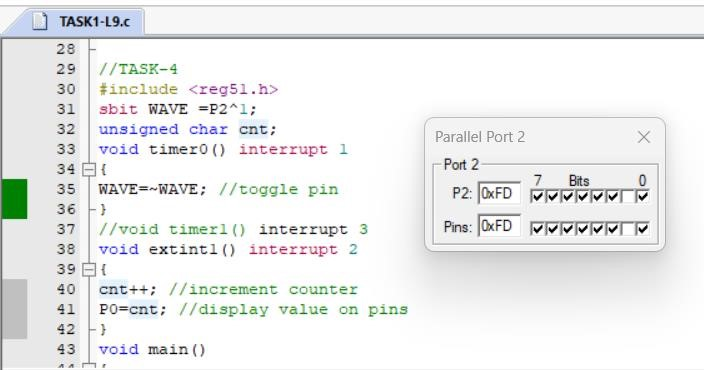 TASK1-L9.c
28
29 //TASK-4
30 #include <reg51.h>
31 sbit WAVE =P2^1;
32 unsigned char cnt;
33 void timer0() interrupt 1
34 {
35 WAVE=~WAVE; //toggle pin
36 }
37 //void timer1() interrupt 3
38 void extint1() interrupt 2
39 {
40 cnt++; //increment counter
41 P0=cnt; //display value on pins
42 }
43 void main()
44 {
Parallel Port 2
Port 2
7 Bits 0
P2: 0xFD
Pins: 0xFD